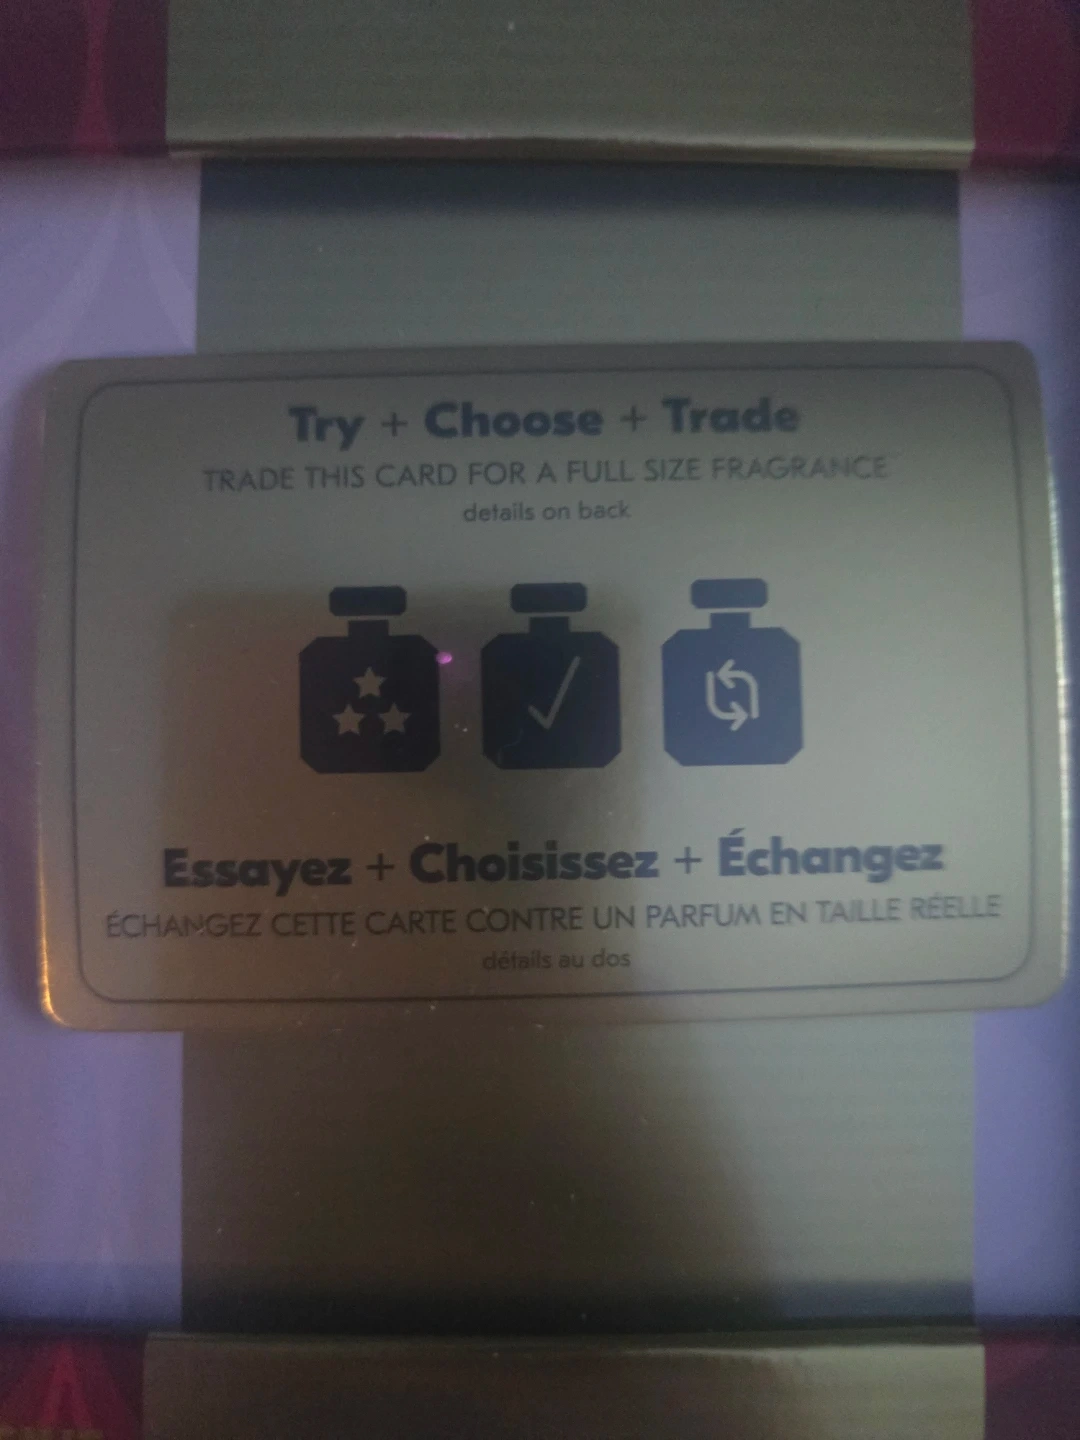 Try + Choose + Trade
TRADE THIS CARD FOR A FULL SIZE FRAGRANCE
details on back
Essayez + Choisissez + Échangez
ÉCHANGEZ CETTE CARTE CONTRE UN PARFUM EN TAILLE RÉELLE
détails au dos